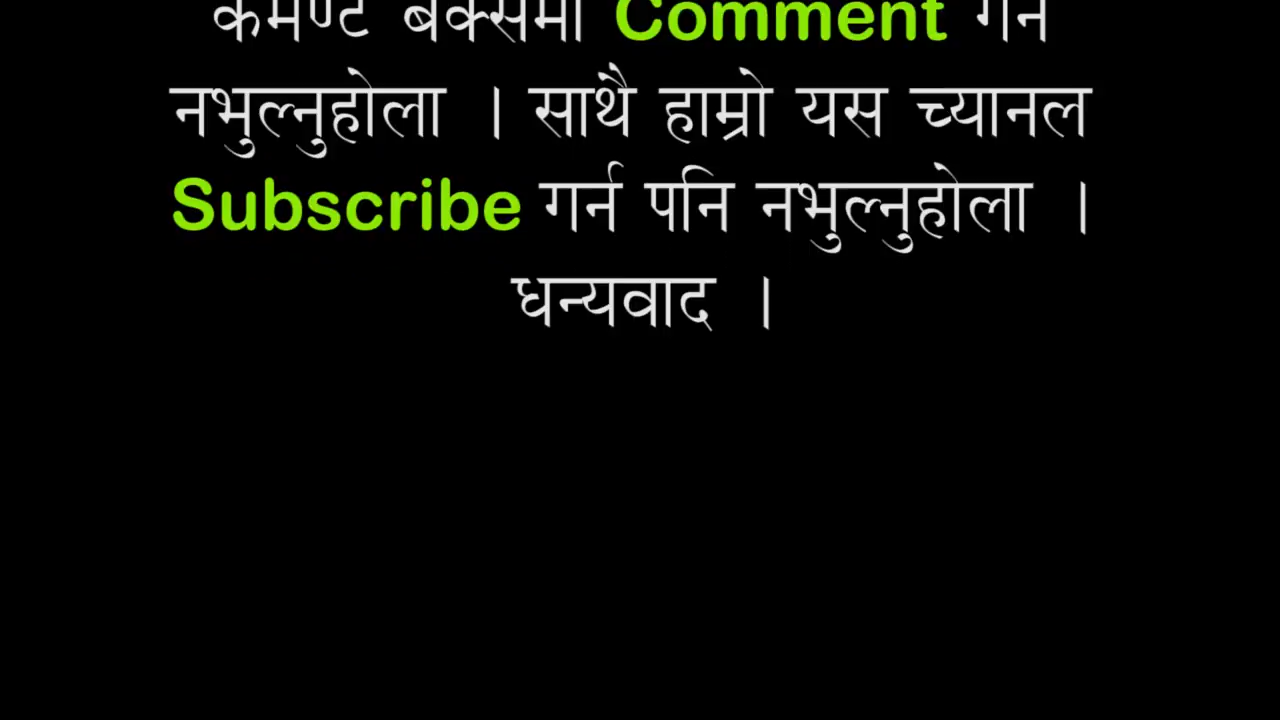 कमेण्ट बक्समा Comment गर्न
नभुल्नुहोला । साथै हाम्रो यस च्यानल
Subscribe गर्न पनि नभुल्नुहोला ।
धन्यवाद ।